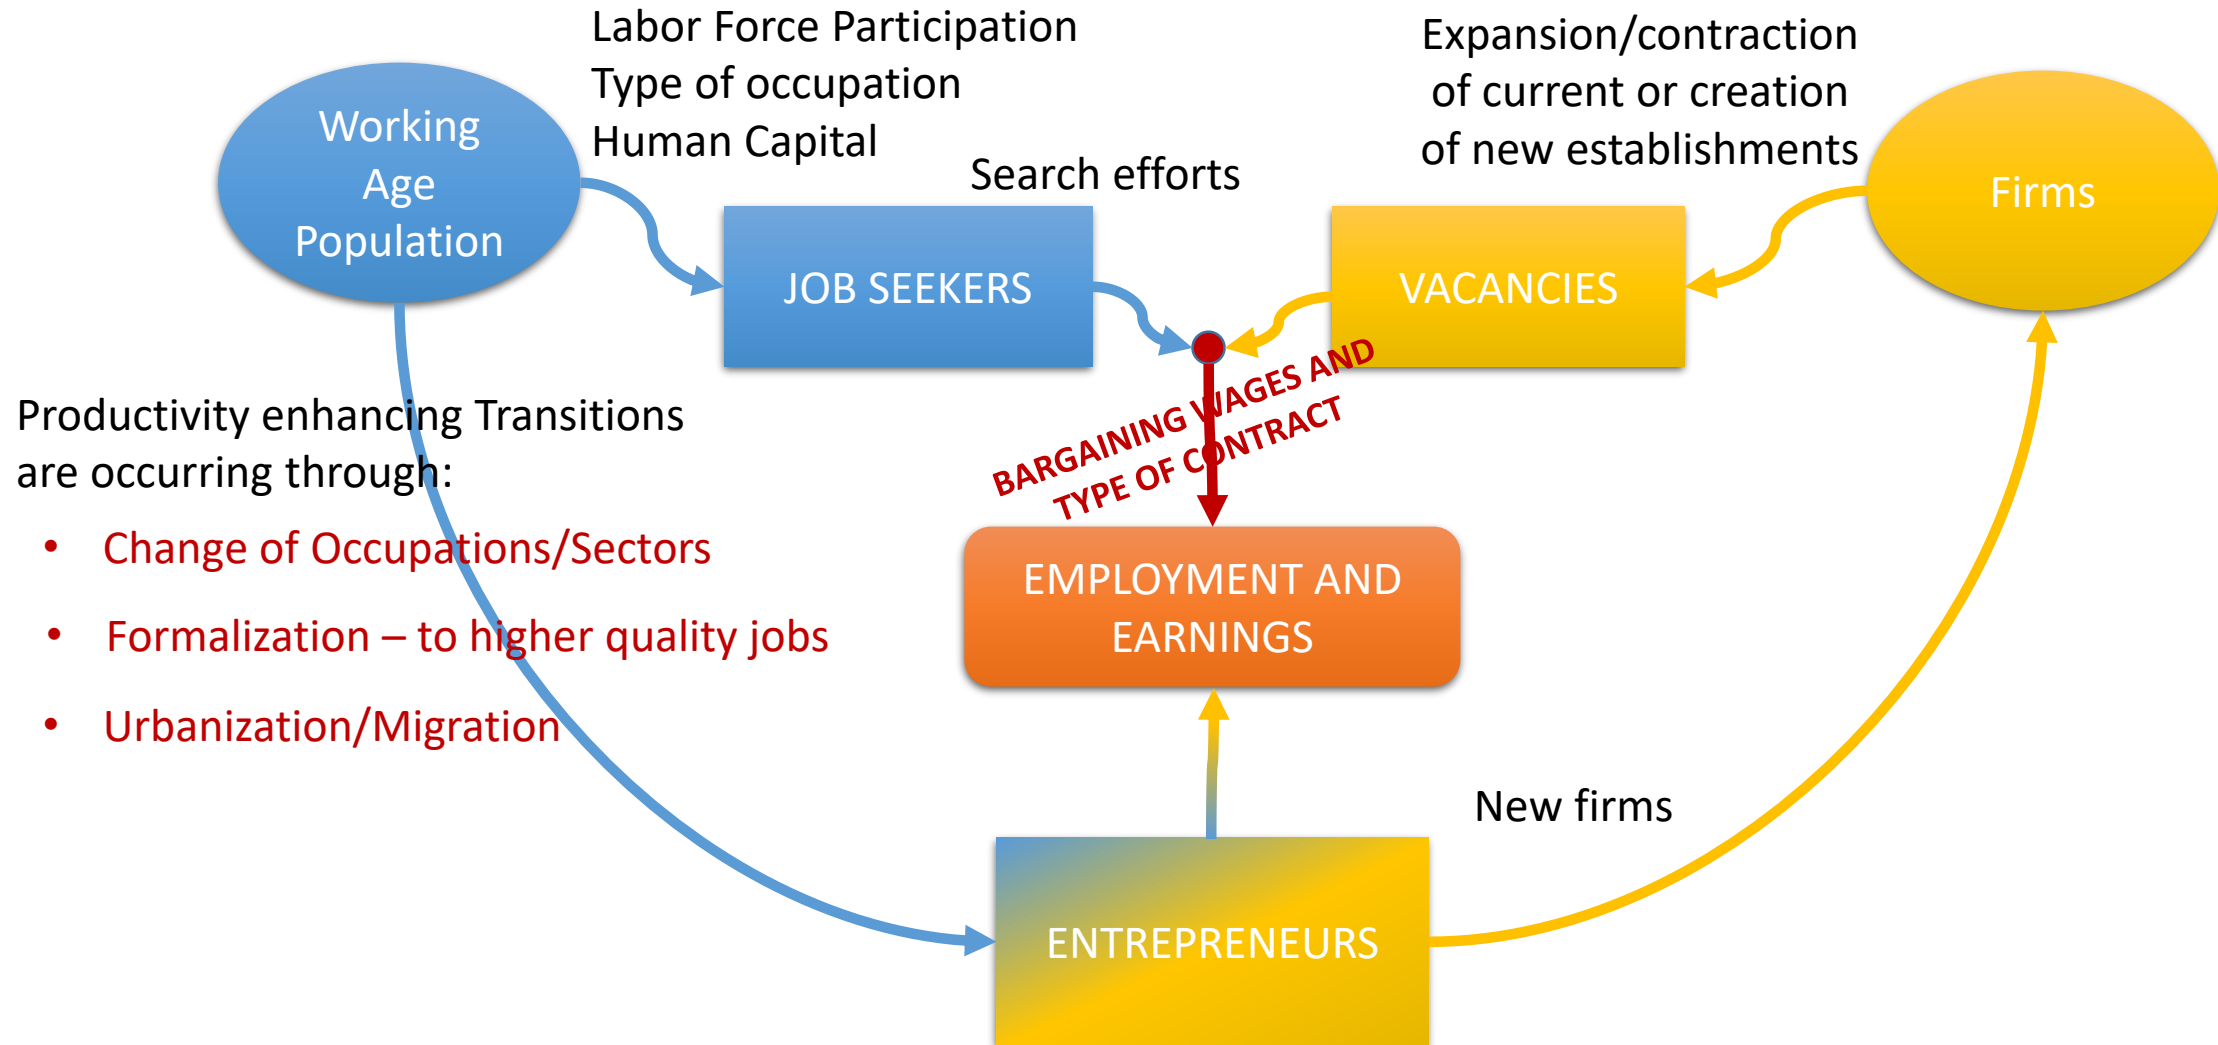 Labor Force Participation
Type of occupation
Human Capital
Expansion/contraction
of current or creation
of new establishments
Working
Age
Population
Search efforts
Firms
JOB SEEKERS
VACANCIES
BARGAINING WAGES AND
TYPE OF CONTRACT
Productivity enhancing Transitions
are occurring through:
• Change of Occupations/Sectors
• Formalization – to higher quality jobs
• Urbanization/Migration
EMPLOYMENT AND
EARNINGS
New firms
ENTREPRENEURS